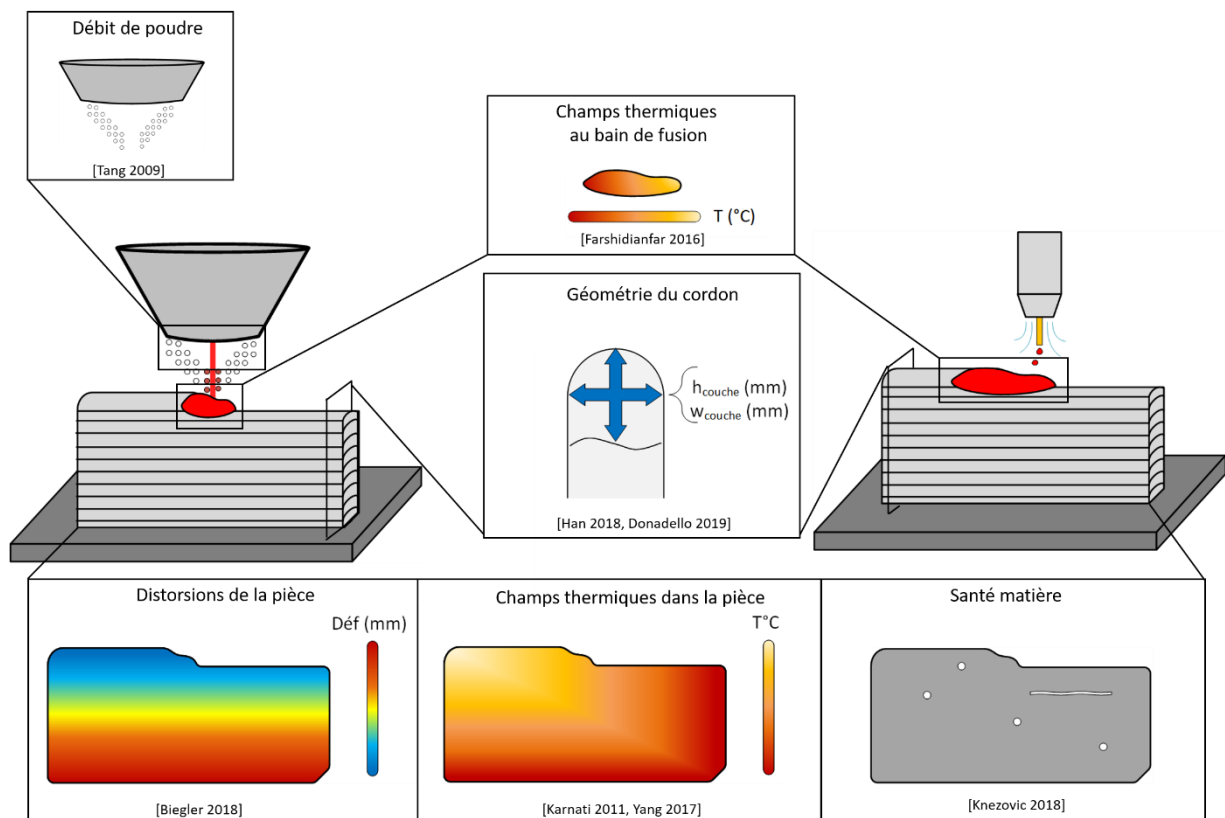 Débit de poudre
[Tang 2009]
Champs thermiques
au bain de fusion
T (°C)
[Farshidianfar 2016]
Géométrie du cordon
hcouche (mm)
wcouche (mm)
[Han 2018, Donadello 2019]
Distorsions de la pièce
Déf (mm)
[Biegler 2018]
Champs thermiques dans la pièce
T°C
[Karnati 2011, Yang 2017]
Santé matière
[Knezovic 2018]